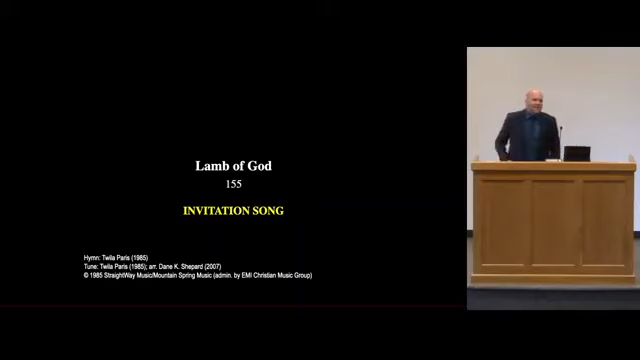 Lamb of God
155
INVITATION SONG
Hymn: Twila Paris (1985)
Tune: Twila Paris (1985); arr. Dane K. Shepard (2007)
© 1985 StraightWay Music/Mountain Spring Music (admin. by EMI Christian Music Group)